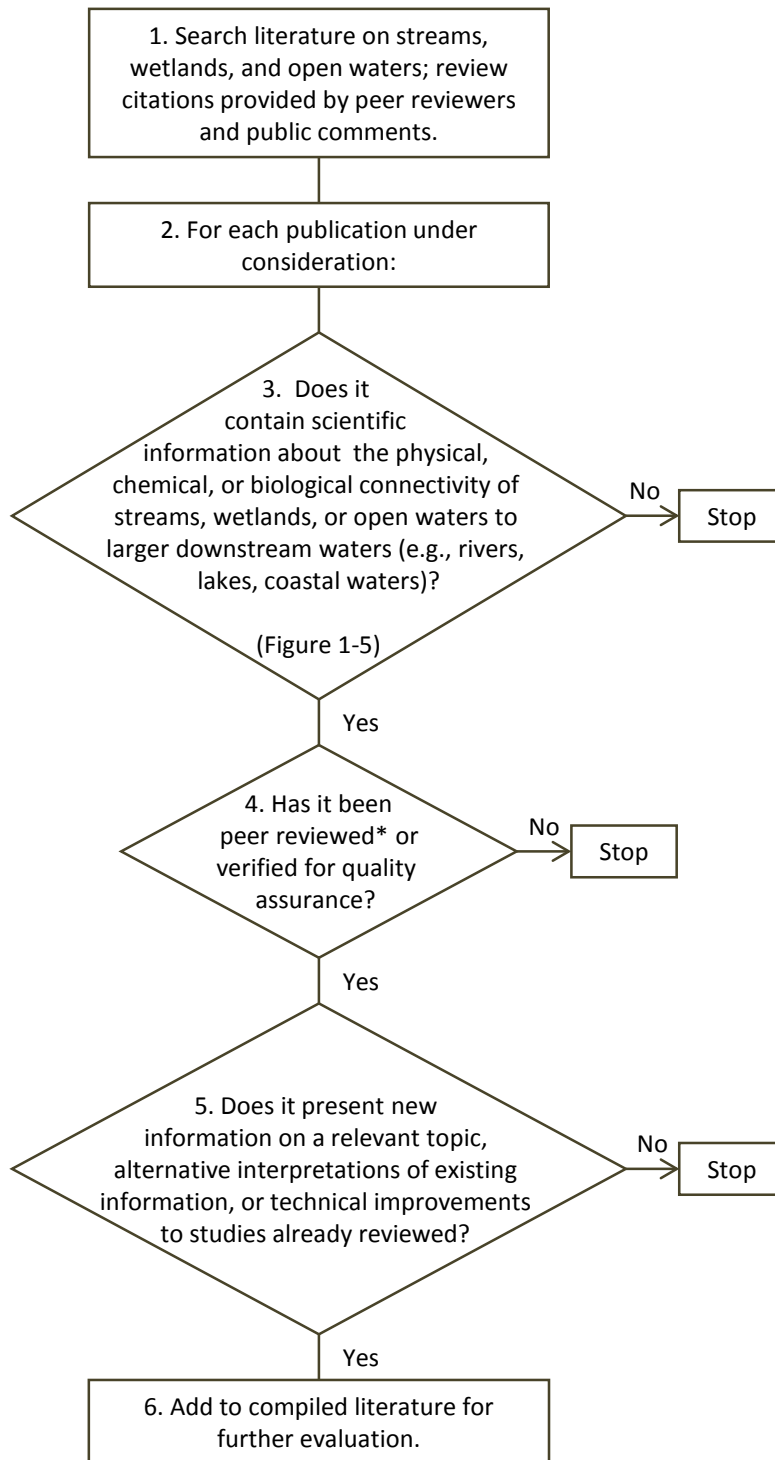 1. Search literature on streams,
wetlands, and open waters; review
citations provided by peer reviewers
and public comments.
2. For each publication under
consideration:
3. Does it
contain scientific
information about the physical,
chemical, or biological connectivity of
streams, wetlands, or open waters to
larger downstream waters (e.g., rivers,
lakes, coastal waters)?
(Figure 1-5)
No
Stop
Yes
4. Has it been
peer reviewed* or
verified for quality
assurance?
No
Stop
Yes
5. Does it present new
information on a relevant topic,
alternative interpretations of existing
information, or technical improvements
to studies already reviewed?
No
Stop
Yes
6. Add to compiled literature for
further evaluation.